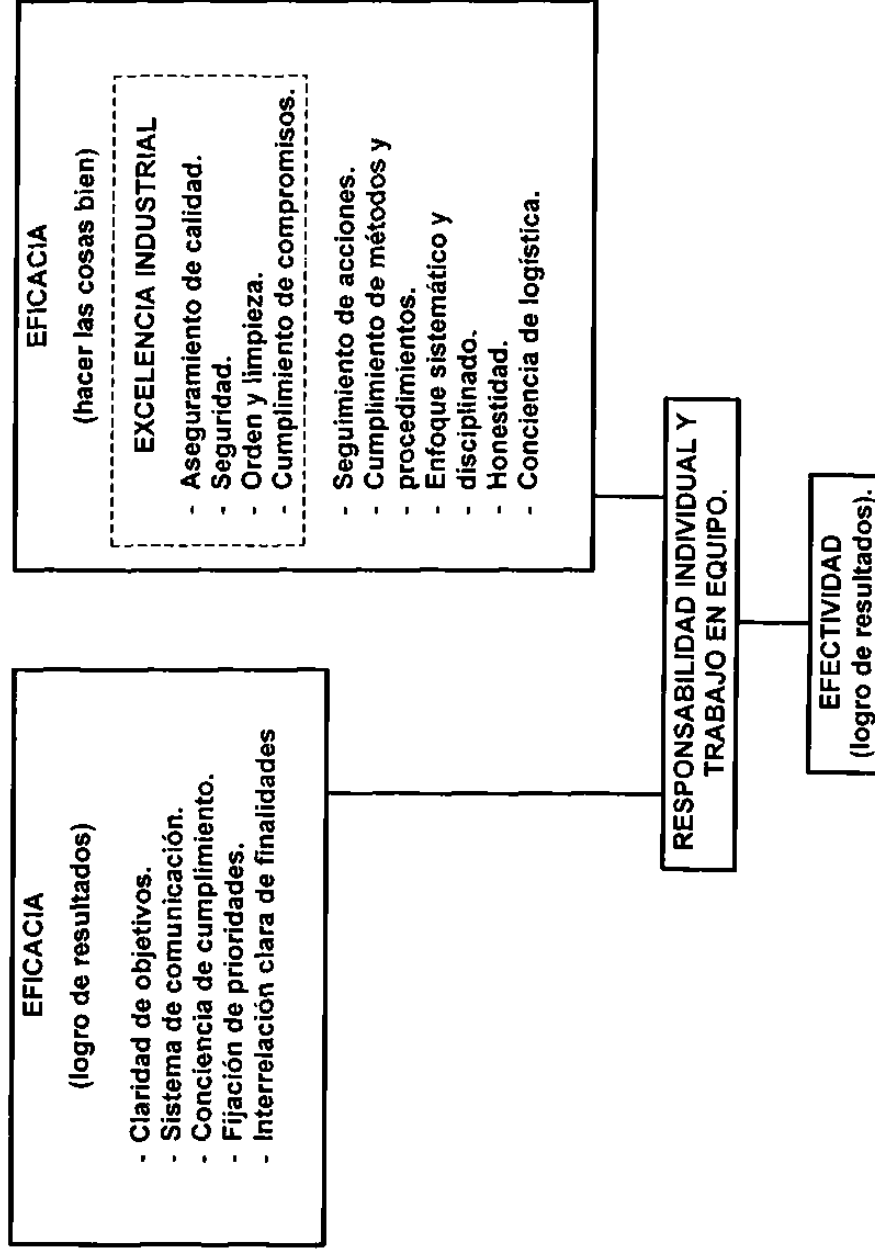 EFICACIA
(logro de resultados)
- Claridad de objetivos.
- Sistema de comunicación.
- Conciencia de cumplimiento.
- Fijación de prioridades.
- Interrelación clara de finalidades
EFICACIA
(hacer las cosas bien)
EXCELENCIA INDUSTRIAL
- Aseguramiento de calidad.
- Seguridad.
- Orden y limpieza.
- Cumplimiento de compromisos.
- Seguimiento de acciones.
- Cumplimiento de métodos y
procedimientos.
- Enfoque sistemático y
disciplinado.
- Honestidad.
- Conciencia de logística.
RESPONSABILIDAD INDIVIDUAL Y
TRABAJO EN EQUIPO.
EFECTIVIDAD
(logro de resultados).